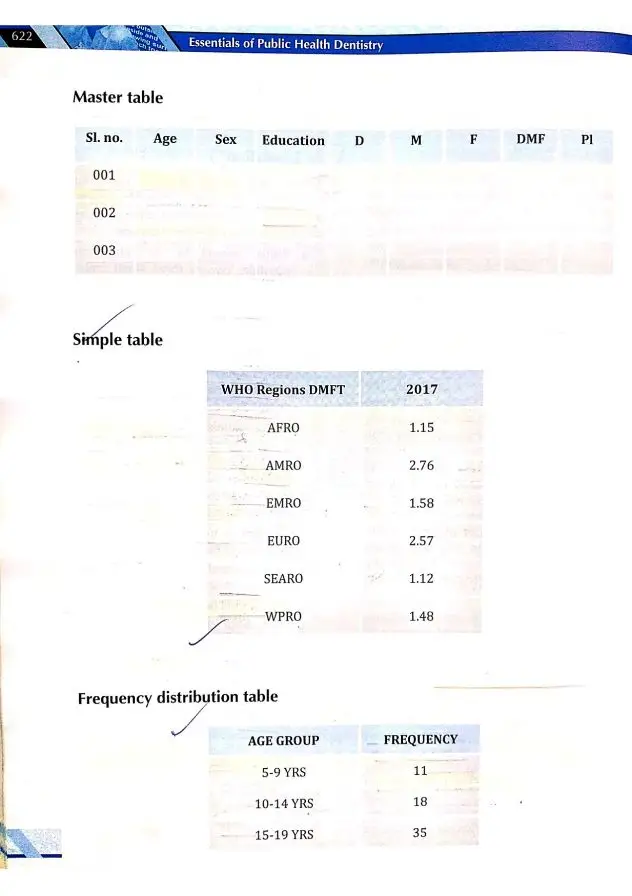 622
Essentials of Public Health Dentistry
Master table
Sl. no. Age Sex Education D M F DMF Pl
001
002
003
Simple table
WHO Regions DMFT 2017
AFRO 1.15
AMRO 2.76
EMRO 1.58
EURO 2.57
SEARO 1.12
WPRO 1.48
Frequency distribution table
AGE GROUP FREQUENCY
5-9 YRS 11
10-14 YRS 18
15-19 YRS 35